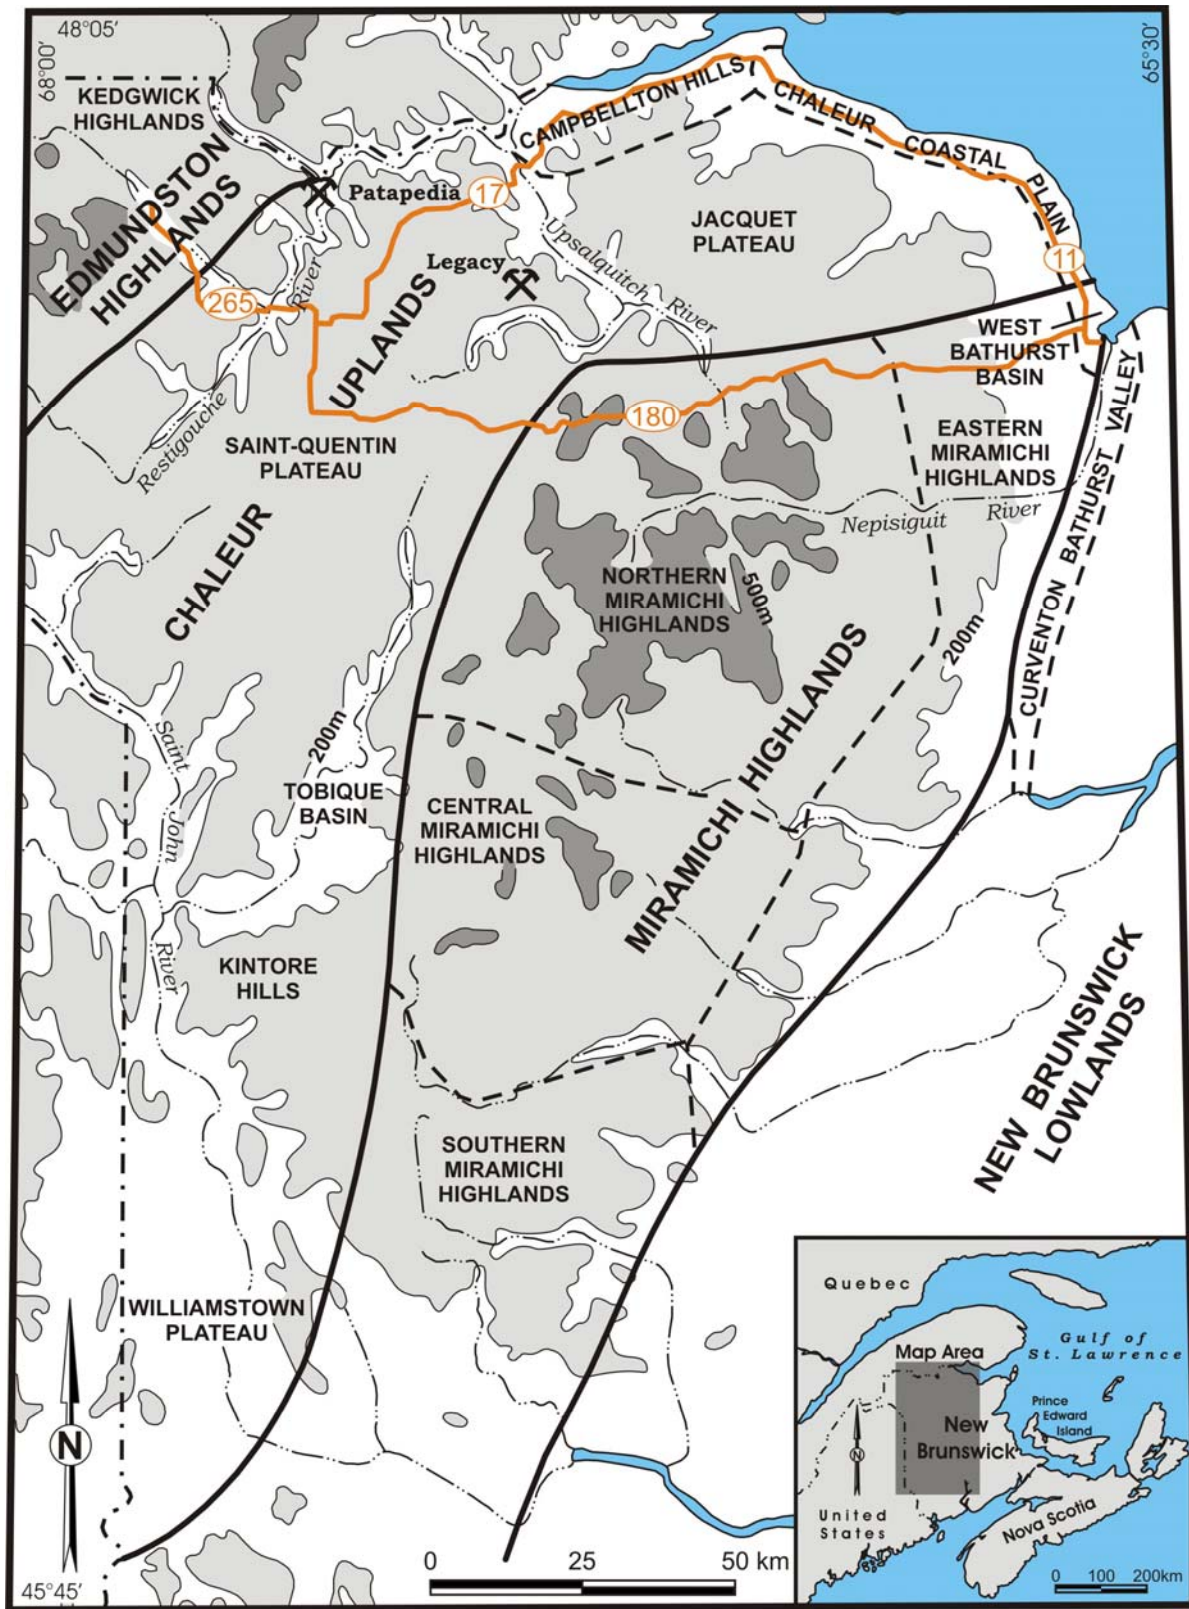 48°05'
68°00'
65°30'
KEDGWICK
HIGHLANDS
EDMUNDSTON
HIGHLANDS
CAMPBELLTON HILLS
CHALEUR COASTAL PLAIN
Patapedia
17
JACQUET
PLATEAU
Upsalquitch River
Legacy
11
265
River
UPLANDS
WEST
BATHURST
BASIN
180
Restigouche
SAINT-QUENTIN
PLATEAU
EASTERN
MIRAMICHI
HIGHLANDS
CURVENTON BATHURST VALLEY
Nepisiguit River
CHALEUR
NORTHERN
MIRAMICHI
HIGHLANDS
500m
200m
MIRAMICHI HIGHLANDS
Saint John River
200m
TOBIQUE
BASIN
CENTRAL
MIRAMICHI
HIGHLANDS
KINTORE
HILLS
NEW BRUNSWICK
LOWLANDS
SOUTHERN
MIRAMICHI
HIGHLANDS
WILLIAMSTOWN
PLATEAU
N
45°45'
0 25 50 km
Quebec
Gulf of
St. Lawrence
Map Area
Prince
Edward
Island
New
Brunswick
N
United
States
Nova Scotia
0 100 200km